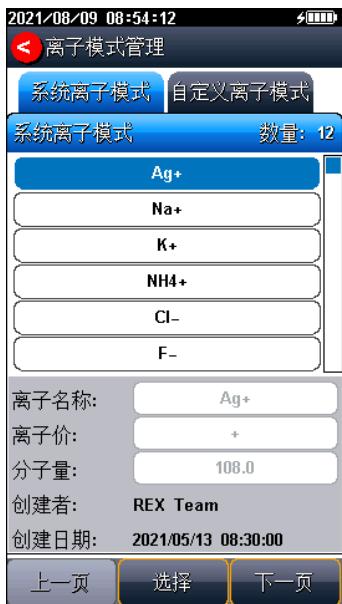 2021/08/09 08:54:12
< 离子模式管理
系统离子模式 自定义离子模式
系统离子模式 数量: 12
Ag+
Na+
K+
NH4+
Cl-
F-
离子名称: Ag+
离子价: +
分子量: 108.0
创建者: REX Team
创建日期: 2021/05/13 08:30:00
上一页 选择 下一页